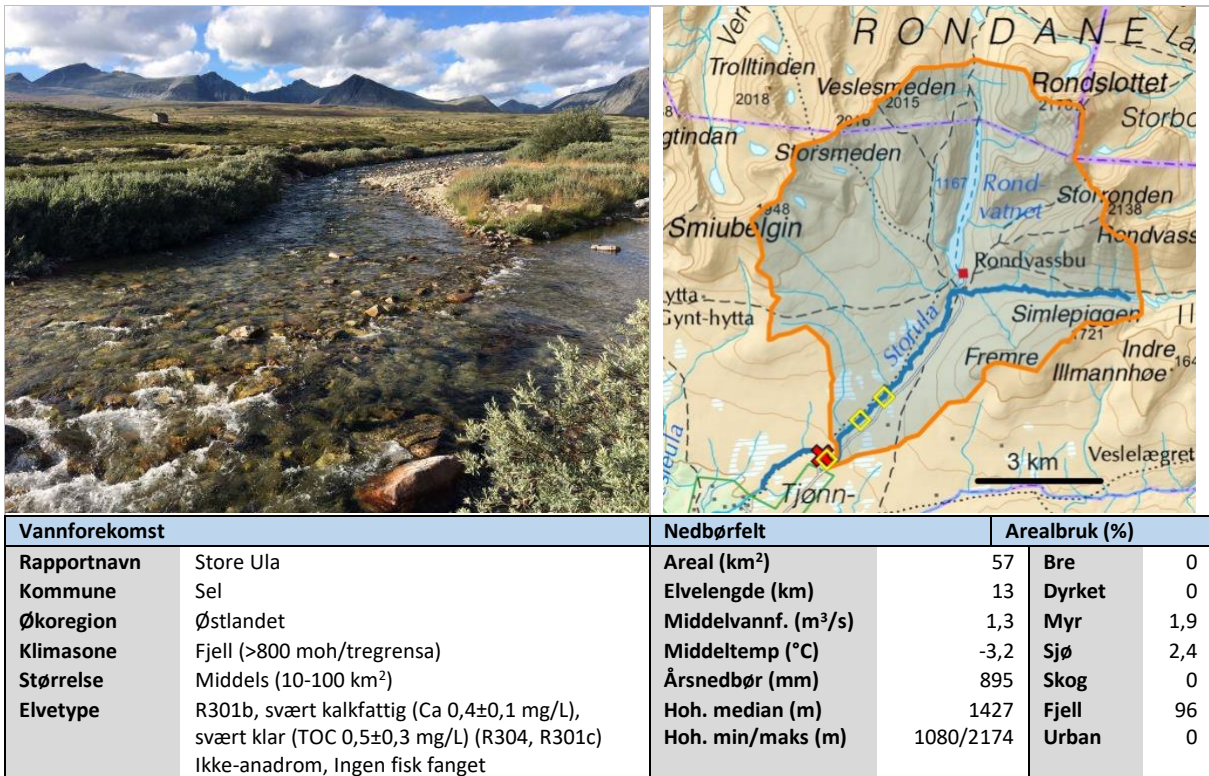 RONDANE
Trolltinden
2018
Veslesmeden
2015
2016
Rondslottet
Storbo
gtindan
Storsmeden
1167
Rond-
vatnet
Storronden
2138
1948
Smiubelgin
Rondvass
Rondvassbu
ytta-
Gynt-hytta
Storula
Simlepiggen
1721
Fremre
Indre
Illmannhøe
164
3 km
Veslelægret
Tjønn-
Vannforekomst Nedbørfelt Arealbruk (%)
Rapportnavn Store Ula Areal (km²) 57 Bre 0
Kommune Sel Elvelengde (km) 13 Dyrket 0
Økoregion Østlandet Middelvannf. (m³/s) 1,3 Myr 1,9
Klimasone Fjell (>800 moh/tregrensa) Middeltemp (°C) -3,2 Sjø 2,4
Størrelse Middels (10-100 km²) Årsnedbør (mm) 895 Skog 0
Elvetype R301b, svært kalkfattig (Ca 0,4±0,1 mg/L), Hoh. median (m) 1427 Fjell 96
svært klar (TOC 0,5±0,3 mg/L) (R304, R301c) Hoh. min/maks (m) 1080/2174 Urban 0
Ikke-anadrom, Ingen fisk fanget